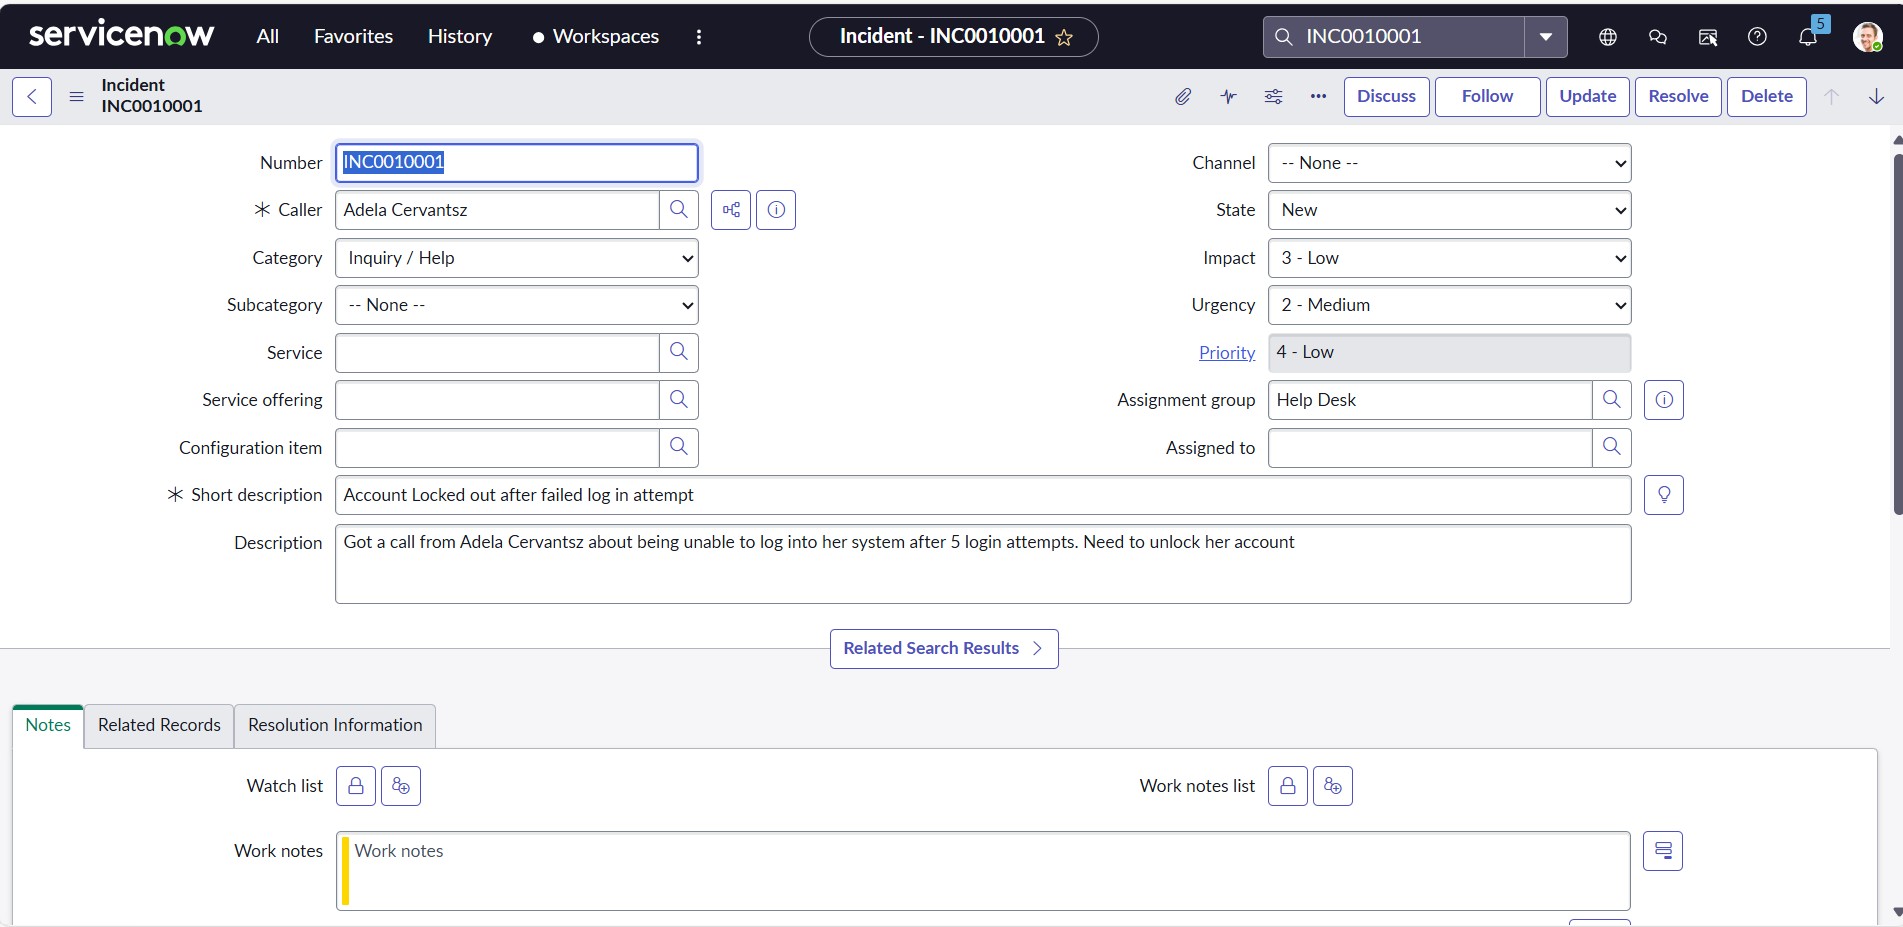 servicenow All Favorites History Workspaces Incident - INC0010001 INC0010001 5
Incident
INC0010001
Discuss Follow Update Resolve Delete
Number INC0010001 Channel -- None --
Caller Adela Cervantsz State New
Category Inquiry / Help Impact 3 - Low
Subcategory -- None -- Urgency 2 - Medium
Service Priority 4 - Low
Service offering Assignment group Help Desk
Configuration item Assigned to
Short description Account Locked out after failed log in attempt
Description Got a call from Adela Cervantsz about being unable to log into her system after 5 login attempts. Need to unlock her account
Related Search Results
Notes Related Records Resolution Information
Watch list Work notes list
Work notes Work notes